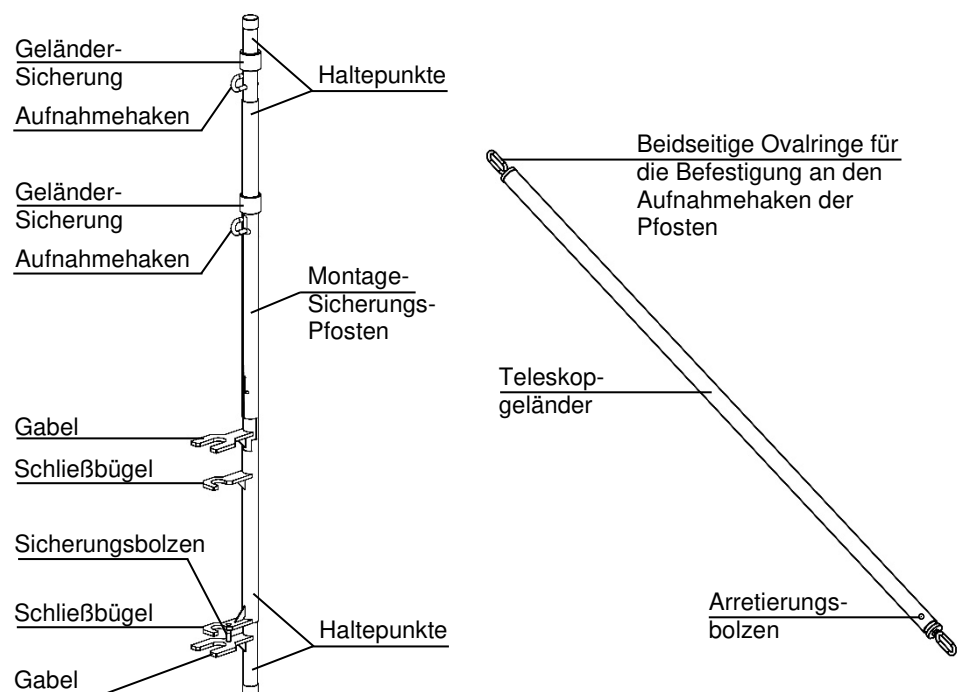 Geländer-
Sicherung
Aufnahmehaken
Geländer-
Sicherung
Aufnahmehaken
Gabel
Schließbügel
Sicherungsbolzen
Schließbügel
Gabel
Haltepunkte
Montage-
Sicherungs-
Pfosten
Haltepunkte
Beidseitige Ovalringe für
die Befestigung an den
Aufnahmehaken der
Pfosten
Teleskop-
geländer
Arretierungs-
bolzen